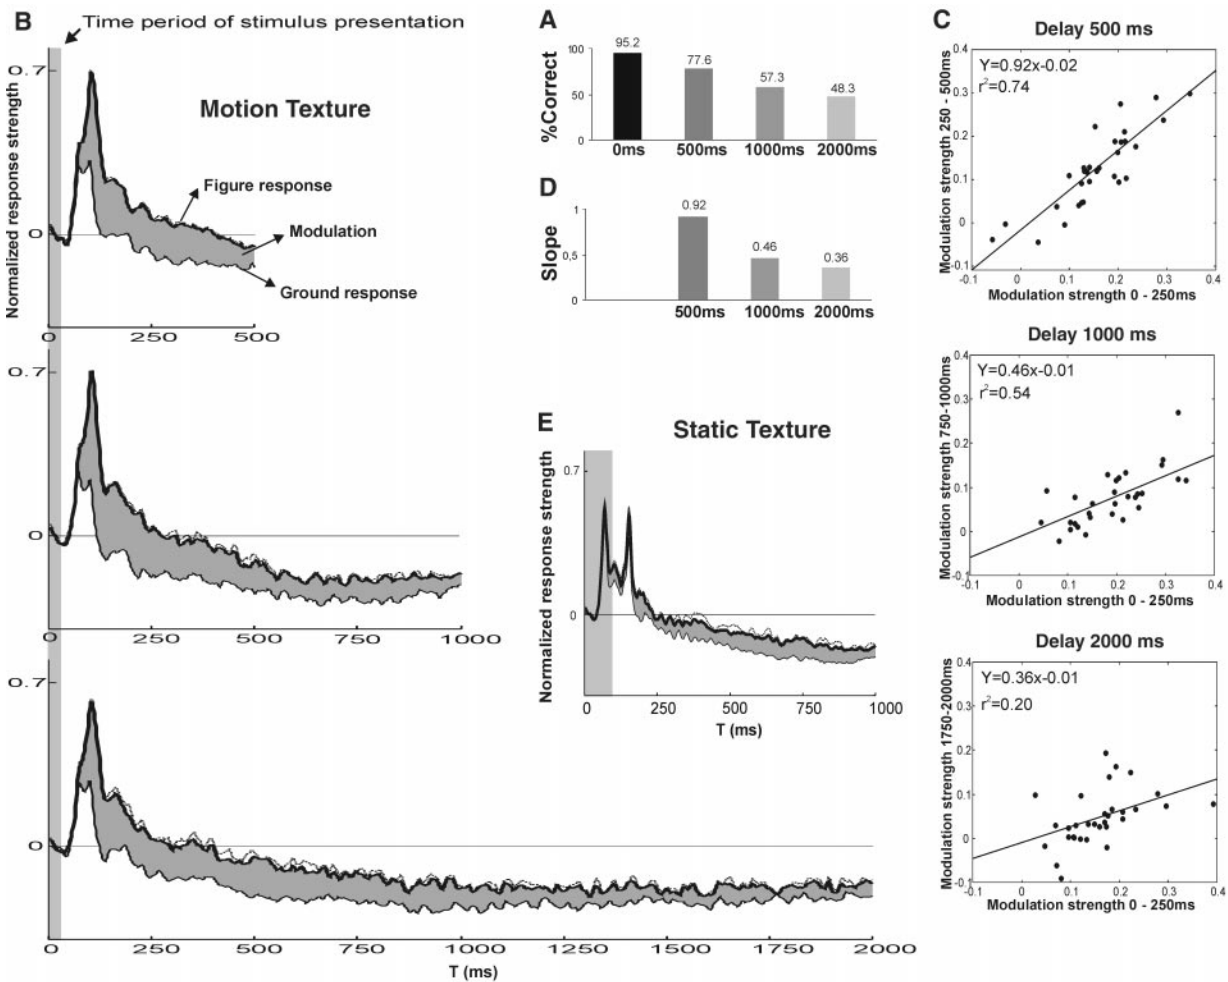 B
Time period of stimulus presentation
0.7
Motion Texture
Normalized response strength
Figure response
Modulation
0
Ground response
0 250 500
0.7
0
0 250 500 750 1000
0.7
0
0 250 500 750 1000 1250 1500 1750 2000
T (ms)
A
%Correct
100
50
0
95.2
77.6
57.3
48.3
0ms 500ms 1000ms 2000ms
D
Slope
1
0,5
0
0.92
0.46
0.36
500ms 1000ms 2000ms
E
Static Texture
Normalized response strength
0.7
0
0 250 500 750 1000
T (ms)
C
Delay 500 ms
Modulation strength 250 - 500ms
Y=0.92x-0.02
r²=0.74
0.4
0.3
0.2
0.1
0
-0.1
-0.1 0 0.1 0.2 0.3 0.4
Modulation strength 0 - 250ms
Delay 1000 ms
Modulation strength 750-1000ms
Y=0.46x-0.01
r²=0.54
0.4
0.3
0.2
0.1
0
-0.1
-0.1 0 0.1 0.2 0.3 0.4
Modulation strength 0 - 250ms
Delay 2000 ms
Modulation strength 1750-2000ms
Y=0.36x-0.01
r²=0.20
0.4
0.3
0.2
0.1
0
-0.1
-0.1 0 0.1 0.2 0.3 0.4
Modulation strength 0 - 250ms